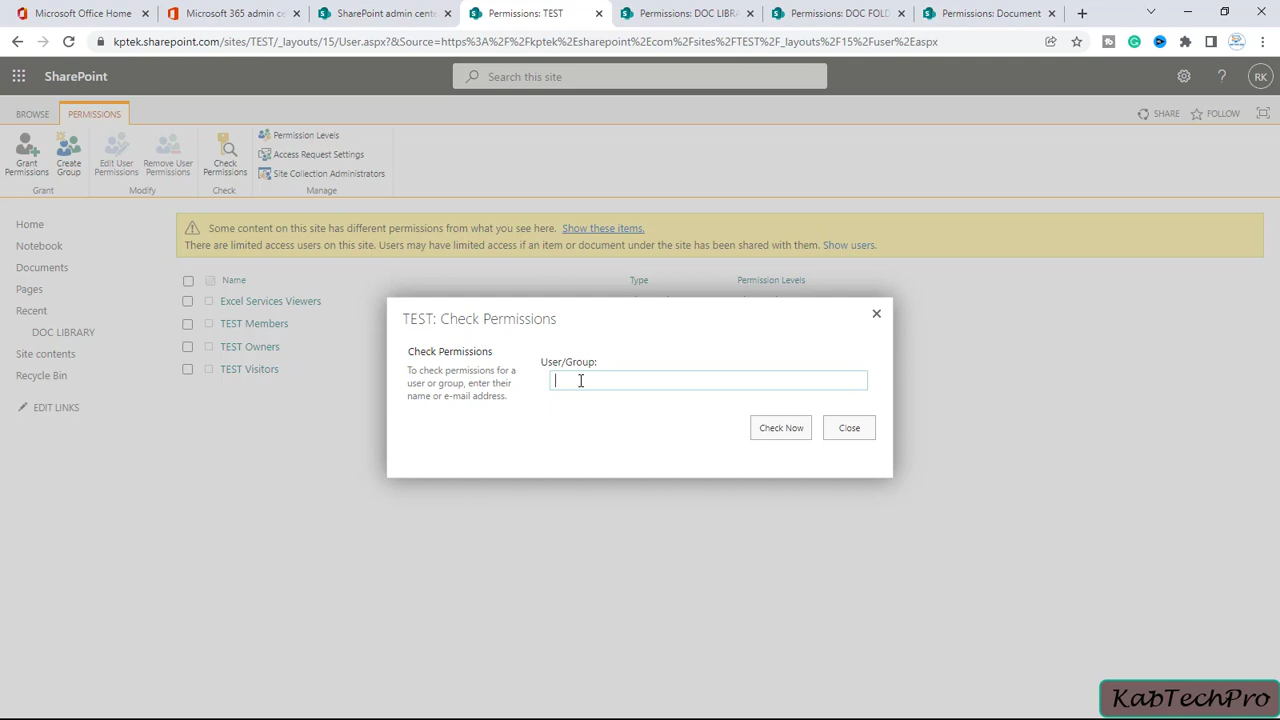 Microsoft Office Home
Microsoft 365 admin ce
SharePoint admin cente
Permissions: TEST
Permissions: DOC LIBRA
Permissions: DOC FOLD
Permissions: Document
kptek.sharepoint.com/sites/TEST/_layouts/15/User.aspx?&Source=https%3A%2F%2Fkptek%2Esharepoint%2Ecom%2Fsites%2FTEST%2F_layouts%2F15%2Fuser%2Easpx
SharePoint
Search this site
?
RK
BROWSE
PERMISSIONS
SHARE
FOLLOW
Grant Permissions
Create Group
Edit User Permissions
Remove User Permissions
Check Permissions
Permission Levels
Access Request Settings
Site Collection Administrators
Grant
Modify
Check
Manage
Home
Notebook
Documents
Pages
Recent
DOC LIBRARY
Site contents
Recycle Bin
EDIT LINKS
Some content on this site has different permissions from what you see here. Show these items.
There are limited access users on this site. Users may have limited access if an item or document under the site has been shared with them. Show users.
Name
Type
Permission Levels
Excel Services Viewers
TEST Members
TEST Owners
TEST Visitors
TEST: Check Permissions
Check Permissions
To check permissions for a
user or group, enter their
name or e-mail address.
User/Group:
Check Now
Close
KabTechPro